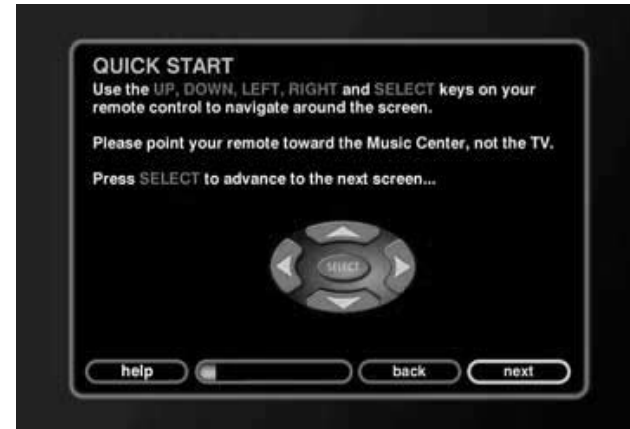 QUICK START
Use the UP, DOWN, LEFT, RIGHT and SELECT keys on your
remote control to navigate around the screen.
Please point your remote toward the Music Center, not the TV.
Press SELECT to advance to the next screen...
SELECT
help
back
next